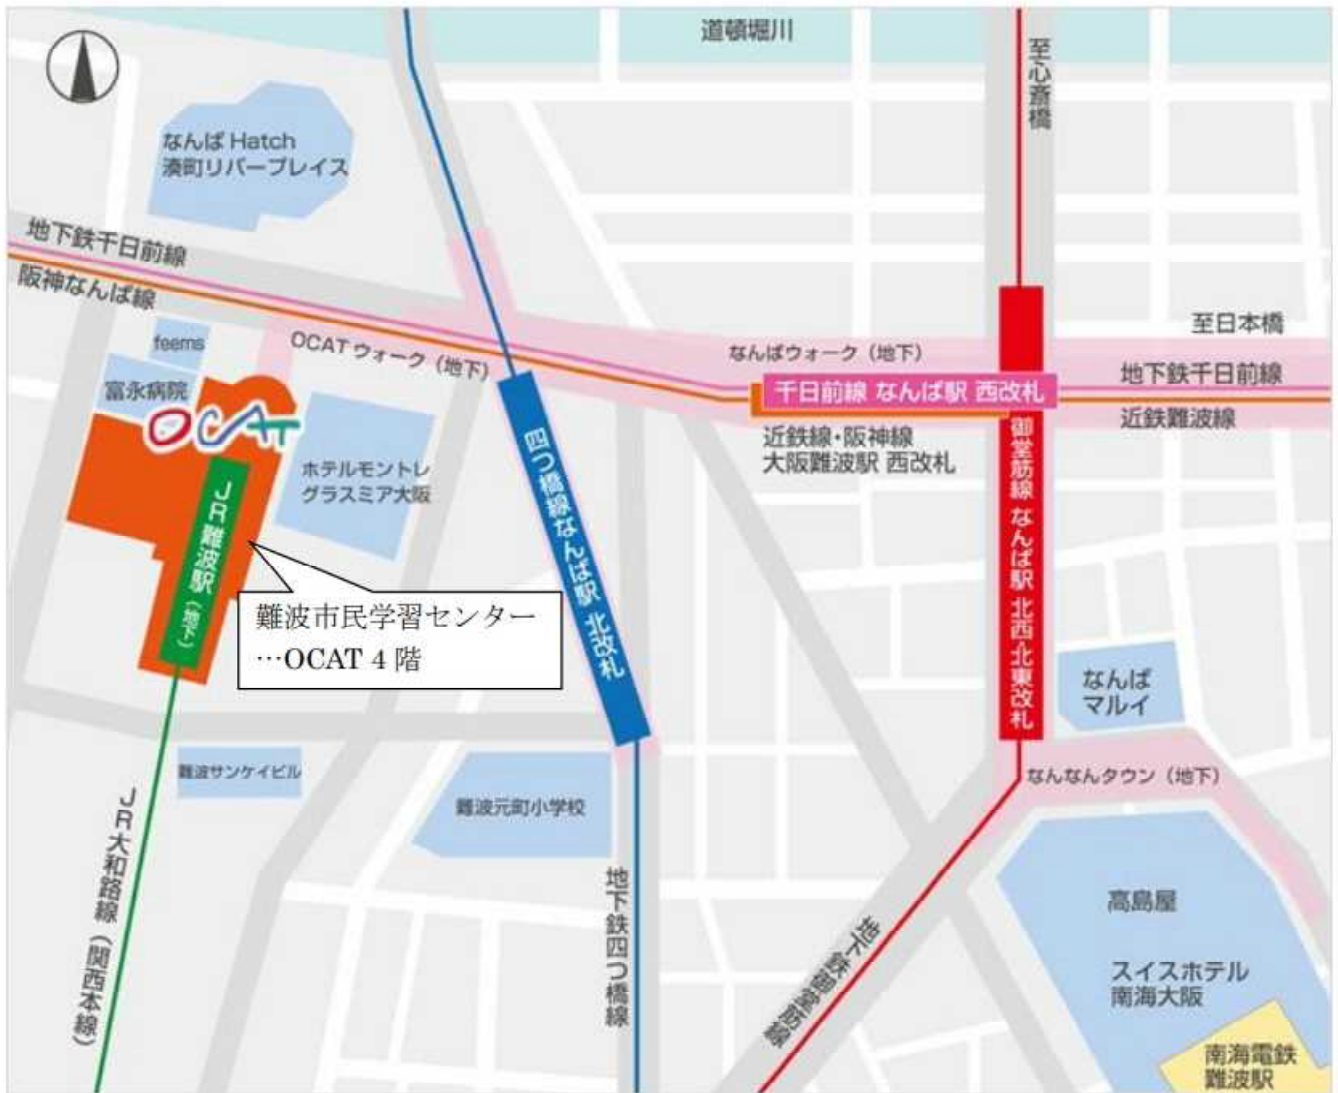 道頓堀川
至心斎橋
なんば Hatch
湊町リバープレイス
地下鉄千日前線
阪神なんば線
至日本橋
feems
OCATウォーク（地下）
なんばウォーク（地下）
地下鉄千日前線
富永病院
千日前線 なんば駅 西改札
OCAT
近鉄難波線
近鉄線・阪神線
大阪難波駅 西改札
ホテルモントレ
グラスミア大阪
四つ橋線なんば駅 北改札
御堂筋線 なんば駅 北西北東改札
JR難波駅（地下）
難波市民学習センター
…OCAT 4 階
なんば
マルイ
難波サンケイビル
なんなんタウン（地下）
難波元町小学校
JR大和路線（関西本線）
地下鉄四つ橋線
地下鉄御堂筋線
高島屋
スイスホテル
南海大阪
南海電鉄
難波駅